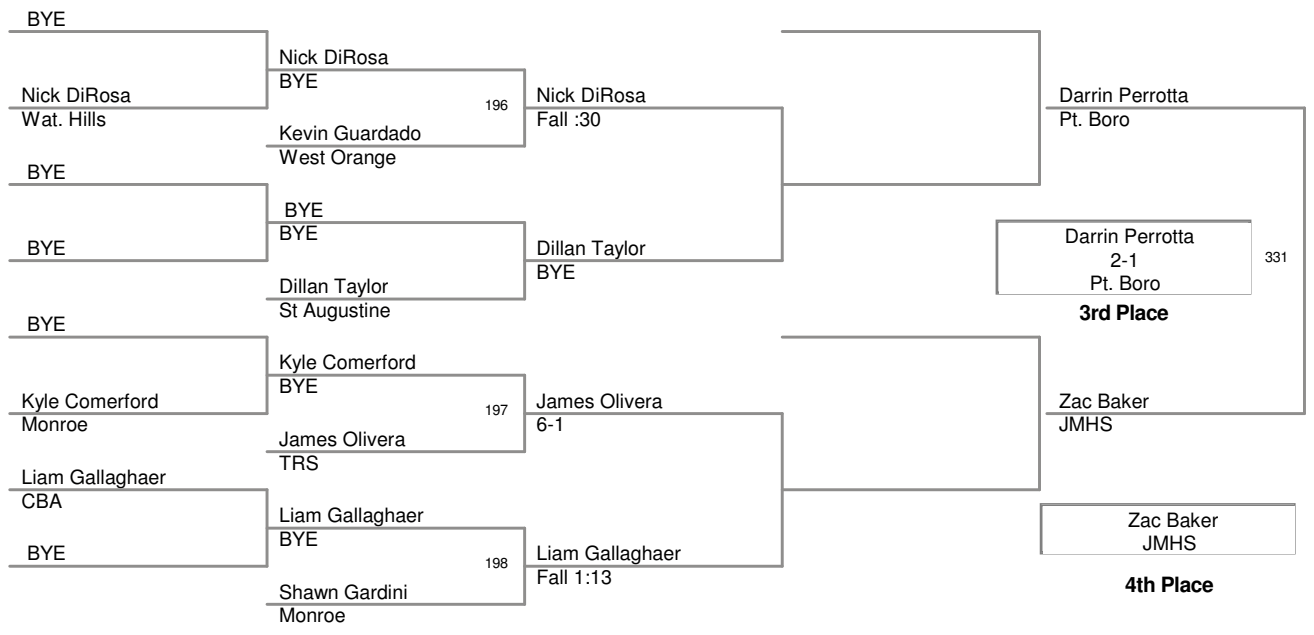 BYE
Nick DiRosa
Wat. Hills
BYE
BYE
BYE
Kyle Comerford
Monroe
Liam Gallaghaer
CBA
BYE
Nick DiRosa
BYE
196
Kevin Guardado
West Orange
BYE
BYE
Dillan Taylor
St Augustine
Kyle Comerford
BYE
197
James Olivera
TRS
Liam Gallaghaer
BYE
198
Shawn Gardini
Monroe
Nick DiRosa
Fall :30
Dillan Taylor
BYE
James Olivera
6-1
Liam Gallaghaer
Fall 1:13
Darrin Perrotta
Pt. Boro
Darrin Perrotta
2-1
Pt. Boro
331
3rd Place
Zac Baker
JMHS
Zac Baker
JMHS
4th Place